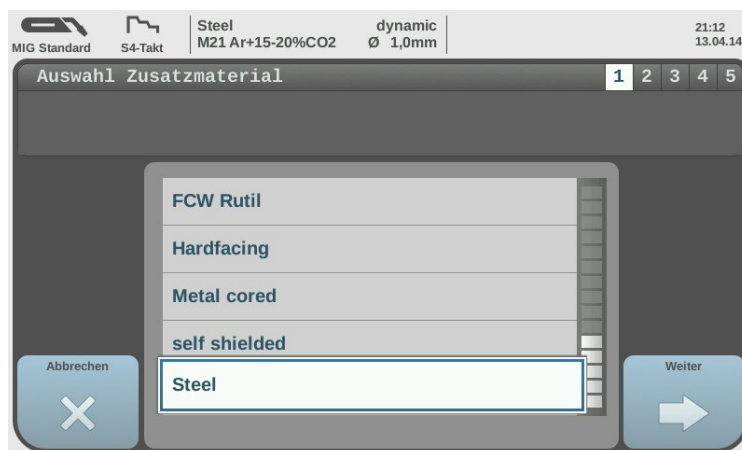 MIG Standard
S4-Takt
Steel dynamic
M21 Ar+15-20%CO2 Ø 1,0mm
21:12
13.04.14
Auswahl Zusatzmaterial 1 2 3 4 5
FCW Rutil
Hardfacing
Metal cored
self shielded
Steel
Abbrechen
Weiter